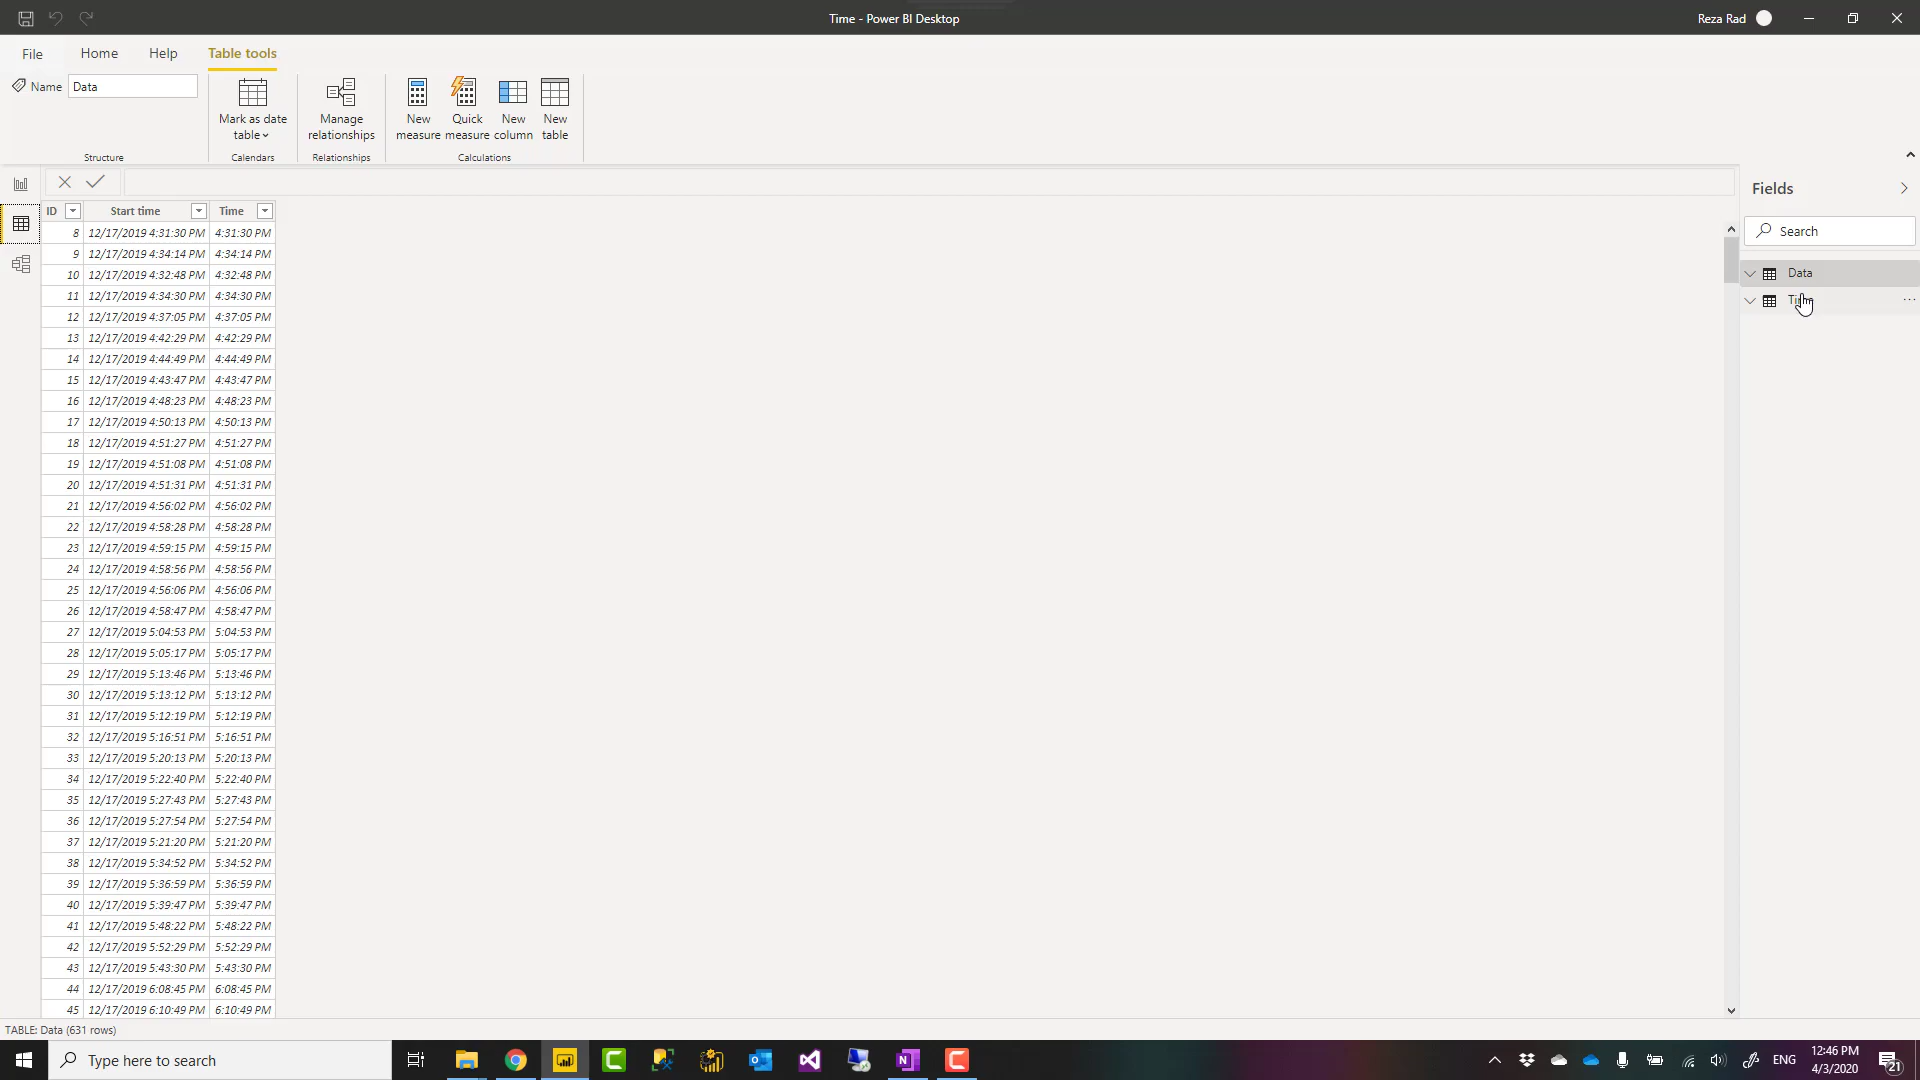 Time - Power BI Desktop
Reza Rad
File Home Help Table tools
Name Data
Mark as date table
Manage relationships
New measure
Quick measure
New column
New table
Structure Calendars Relationships Calculations
Fields
Search
Data
ID Start time Time
8 12/17/2019 4:31:30 PM 4:31:30 PM
9 12/17/2019 4:34:14 PM 4:34:14 PM
10 12/17/2019 4:32:48 PM 4:32:48 PM
11 12/17/2019 4:34:30 PM 4:34:30 PM
12 12/17/2019 4:37:05 PM 4:37:05 PM
13 12/17/2019 4:42:29 PM 4:42:29 PM
14 12/17/2019 4:44:49 PM 4:44:49 PM
15 12/17/2019 4:43:47 PM 4:43:47 PM
16 12/17/2019 4:48:23 PM 4:48:23 PM
17 12/17/2019 4:50:13 PM 4:50:13 PM
18 12/17/2019 4:51:27 PM 4:51:27 PM
19 12/17/2019 4:51:08 PM 4:51:08 PM
20 12/17/2019 4:51:31 PM 4:51:31 PM
21 12/17/2019 4:56:02 PM 4:56:02 PM
22 12/17/2019 4:58:28 PM 4:58:28 PM
23 12/17/2019 4:59:15 PM 4:59:15 PM
24 12/17/2019 4:58:56 PM 4:58:56 PM
25 12/17/2019 4:56:06 PM 4:56:06 PM
26 12/17/2019 4:58:47 PM 4:58:47 PM
27 12/17/2019 5:04:53 PM 5:04:53 PM
28 12/17/2019 5:05:17 PM 5:05:17 PM
29 12/17/2019 5:13:46 PM 5:13:46 PM
30 12/17/2019 5:13:12 PM 5:13:12 PM
31 12/17/2019 5:12:19 PM 5:12:19 PM
32 12/17/2019 5:16:51 PM 5:16:51 PM
33 12/17/2019 5:20:13 PM 5:20:13 PM
34 12/17/2019 5:22:40 PM 5:22:40 PM
35 12/17/2019 5:27:43 PM 5:27:43 PM
36 12/17/2019 5:27:54 PM 5:27:54 PM
37 12/17/2019 5:21:20 PM 5:21:20 PM
38 12/17/2019 5:34:52 PM 5:34:52 PM
39 12/17/2019 5:36:59 PM 5:36:59 PM
40 12/17/2019 5:39:47 PM 5:39:47 PM
41 12/17/2019 5:48:22 PM 5:48:22 PM
42 12/17/2019 5:52:29 PM 5:52:29 PM
43 12/17/2019 5:43:30 PM 5:43:30 PM
44 12/17/2019 6:08:45 PM 6:08:45 PM
45 12/17/2019 6:10:49 PM 6:10:49 PM
TABLE: Data (631 rows)
Type here to search
ENG
12:46 PM
4/3/2020
21